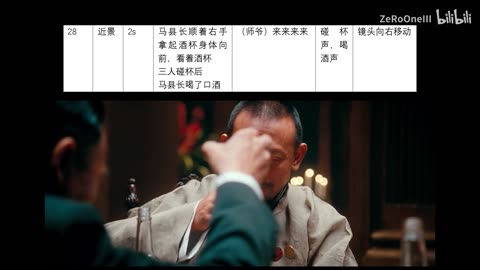 ZeRoOneIII bilibili
28 近景 2s 马县长顺着右手 （师爷）来来来来 碰杯 镜头向右移动
拿起酒杯身体向 声，喝
前，看着酒杯 酒声
三人碰杯后
马县长喝了口酒